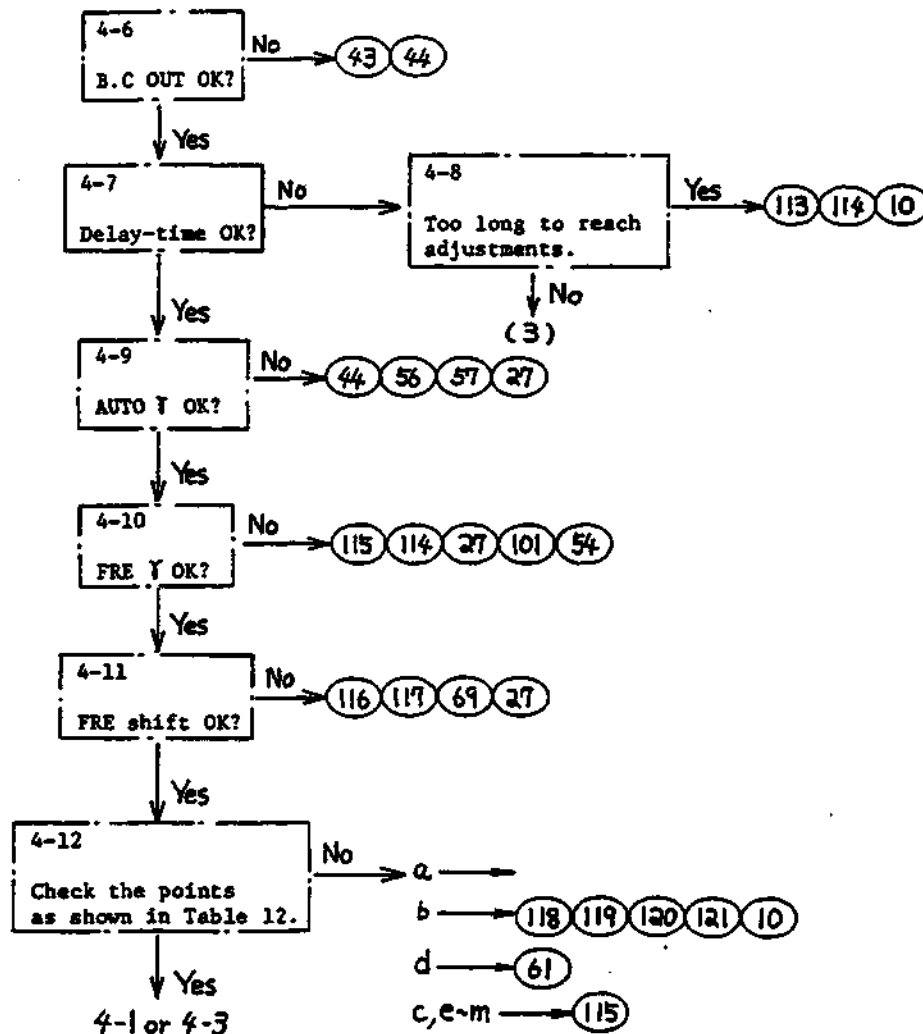 4-6
B.C OUT OK?
No
43 44
Yes
4-7
Delay-time OK?
No
4-8
Too long to reach
adjustments.
Yes
113 114 10
No
(3)
Yes
4-9
AUTO Ɣ OK?
No
44 56 57 27
Yes
4-10
FRE Ɣ OK?
No
115 114 27 101 54
Yes
4-11
FRE shift OK?
No
116 117 69 27
Yes
4-12
Check the points
as shown in Table 12.
No
a
b 118 119 120 121 10
d 61
c, e~m 115
Yes
4-1 or 4-3